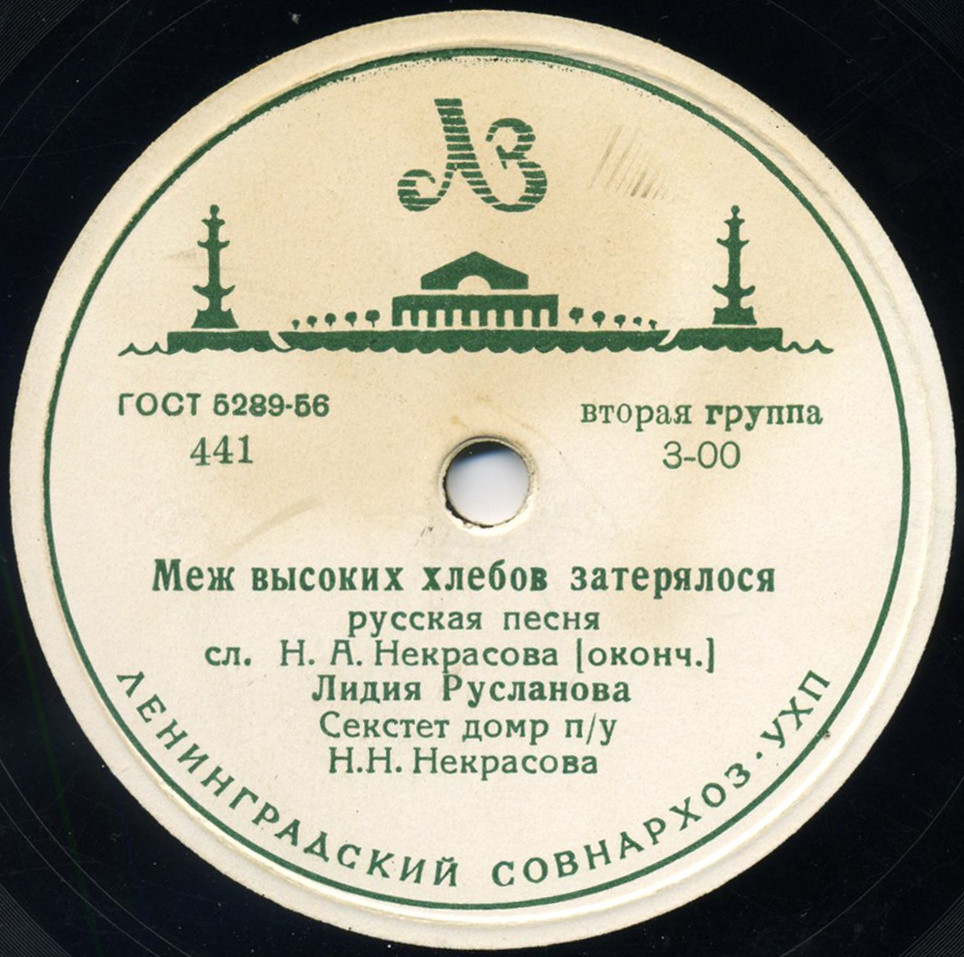 ЛЗ
ГОСТ 5289-56
вторая группа
441
3-00
Меж высоких хлебов затерялося
русская песня
сл. Н. А. Некрасова [оконч.]
Лидия Русланова
Секстет домр п/у
Н.Н. Некрасова
ЛЕНИНГРАДСКИЙ СОВНАРХОЗ · УХП